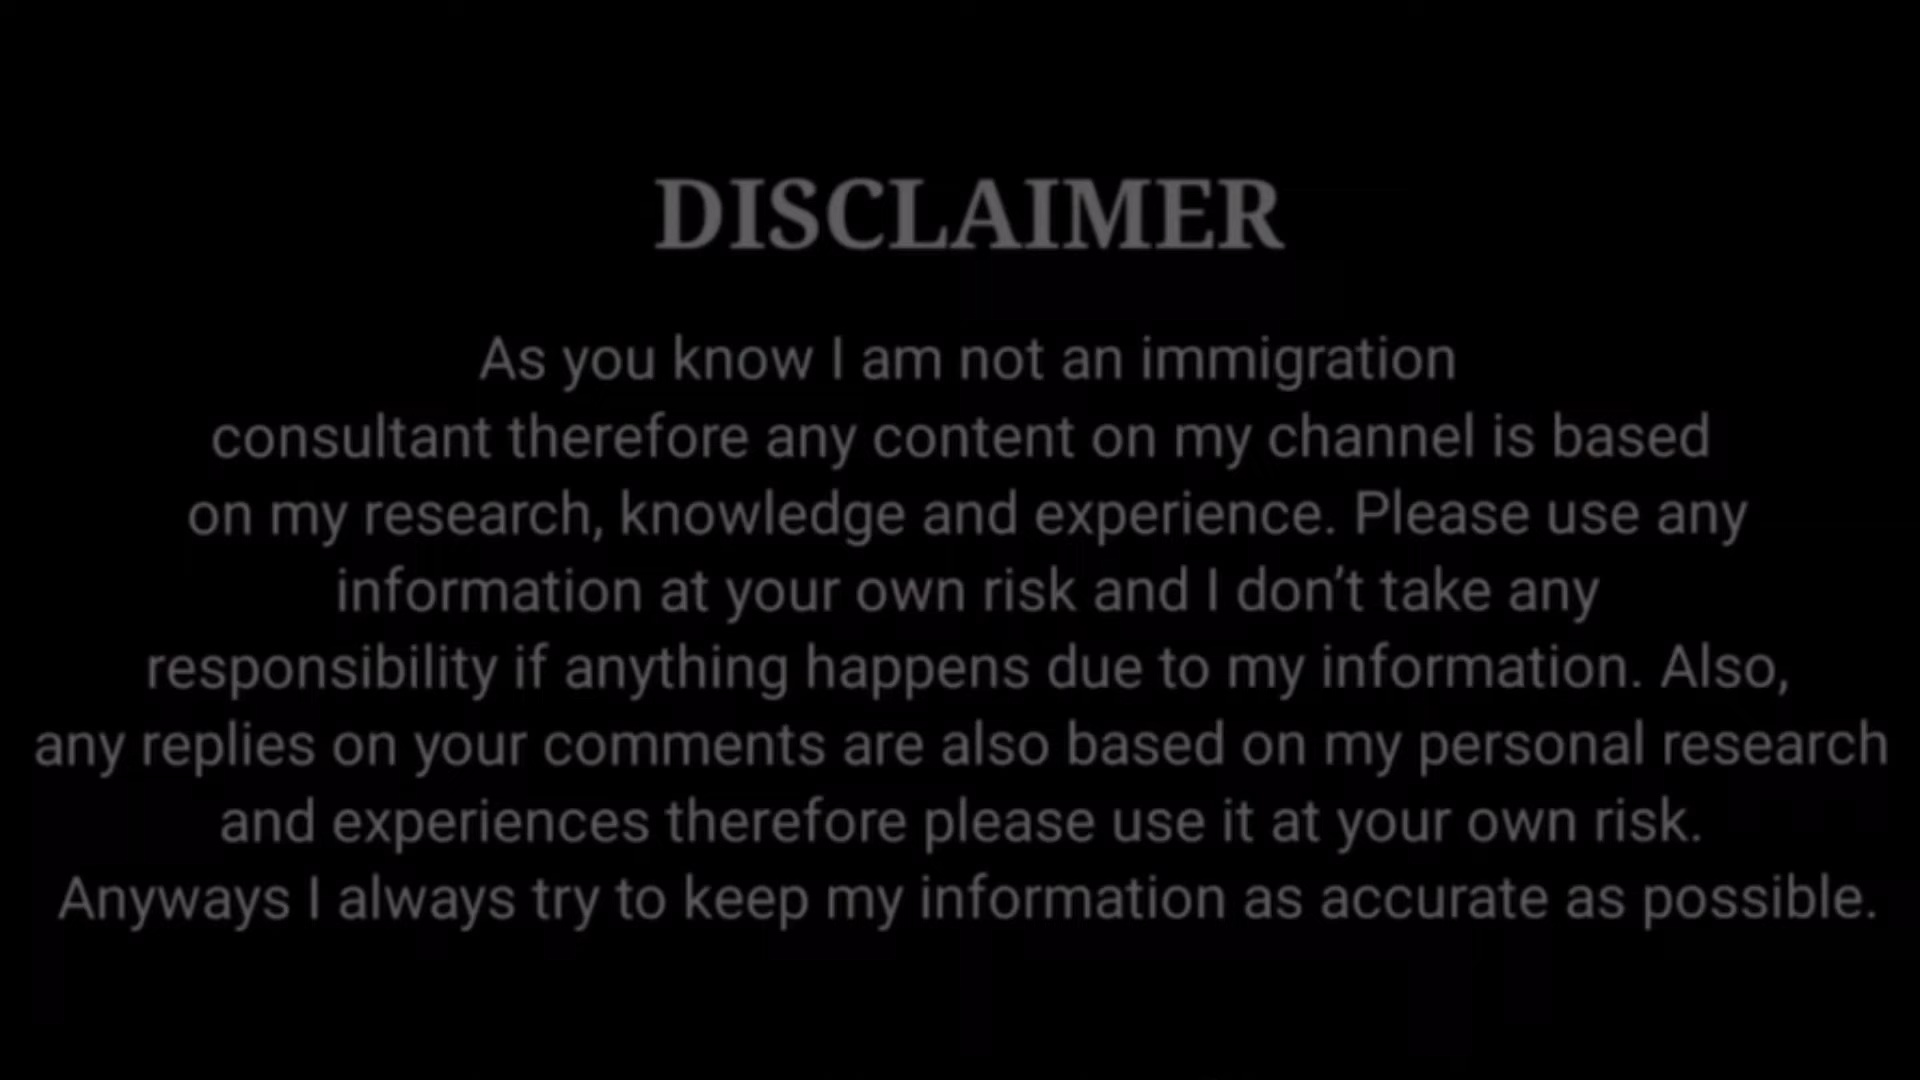 DISCLAIMER
As you know I am not an immigration
consultant therefore any content on my channel is based
on my research, knowledge and experience. Please use any
information at your own risk and I don’t take any
responsibility if anything happens due to my information. Also,
any replies on your comments are also based on my personal research
and experiences therefore please use it at your own risk.
Anyways I always try to keep my information as accurate as possible.